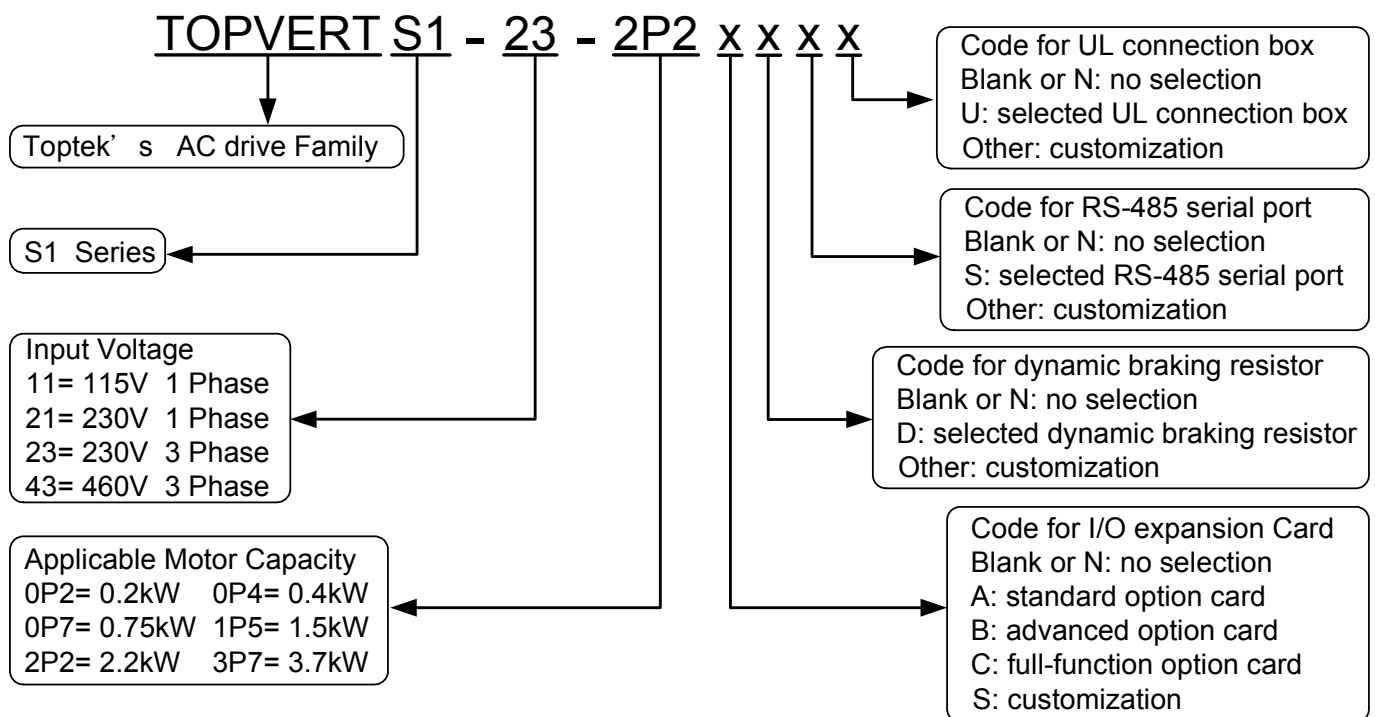 TOPVERT S1 - 23 - 2P2 x x x x
Toptek’ s AC drive Family
S1 Series
Input Voltage
11= 115V 1 Phase
21= 230V 1 Phase
23= 230V 3 Phase
43= 460V 3 Phase
Applicable Motor Capacity
0P2= 0.2kW 0P4= 0.4kW
0P7= 0.75kW 1P5= 1.5kW
2P2= 2.2kW 3P7= 3.7kW
Code for UL connection box
Blank or N: no selection
U: selected UL connection box
Other: customization
Code for RS-485 serial port
Blank or N: no selection
S: selected RS-485 serial port
Other: customization
Code for dynamic braking resistor
Blank or N: no selection
D: selected dynamic braking resistor
Other: customization
Code for I/O expansion Card
Blank or N: no selection
A: standard option card
B: advanced option card
C: full-function option card
S: customization